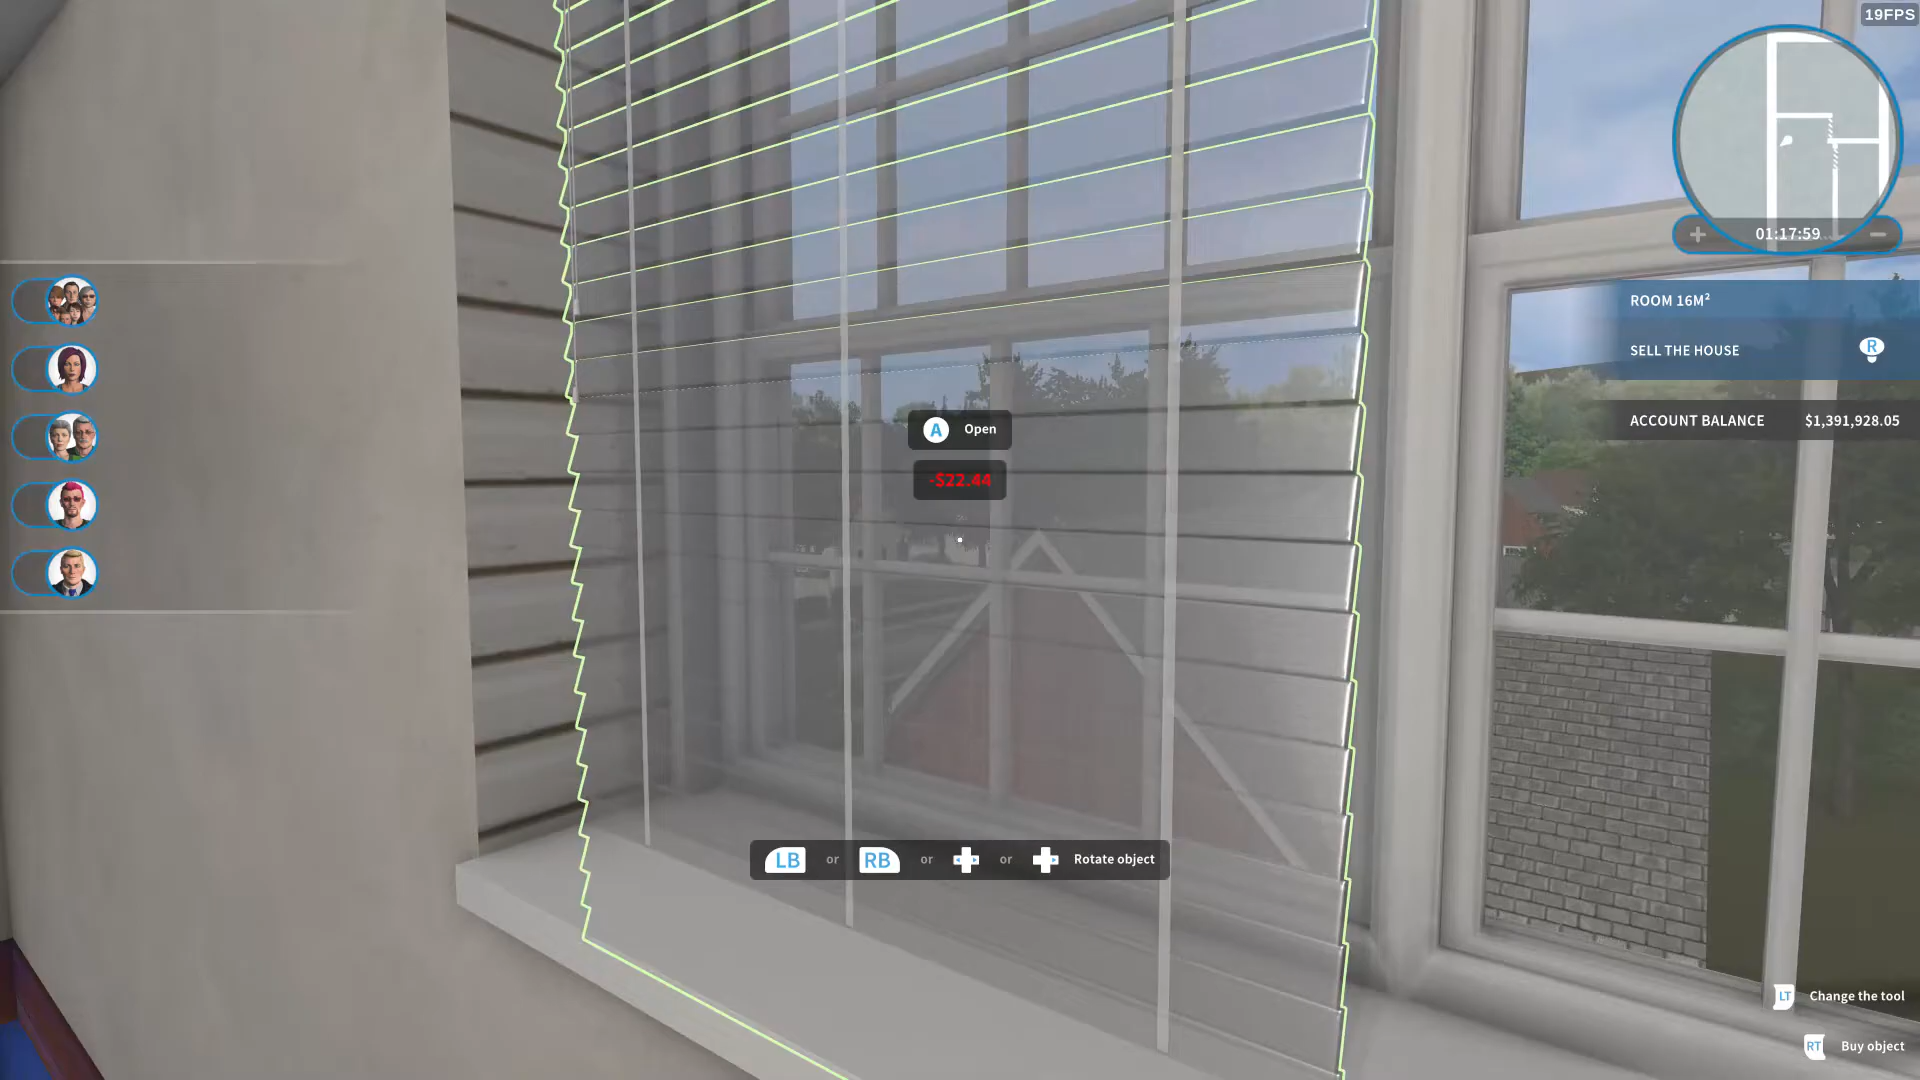 19FPS
01:17:59
ROOM 16M²
SELL THE HOUSE R
ACCOUNT BALANCE $1,391,928.05
A Open
-$22.44
LB or RB or or Rotate object
LT Change the tool
RT Buy object